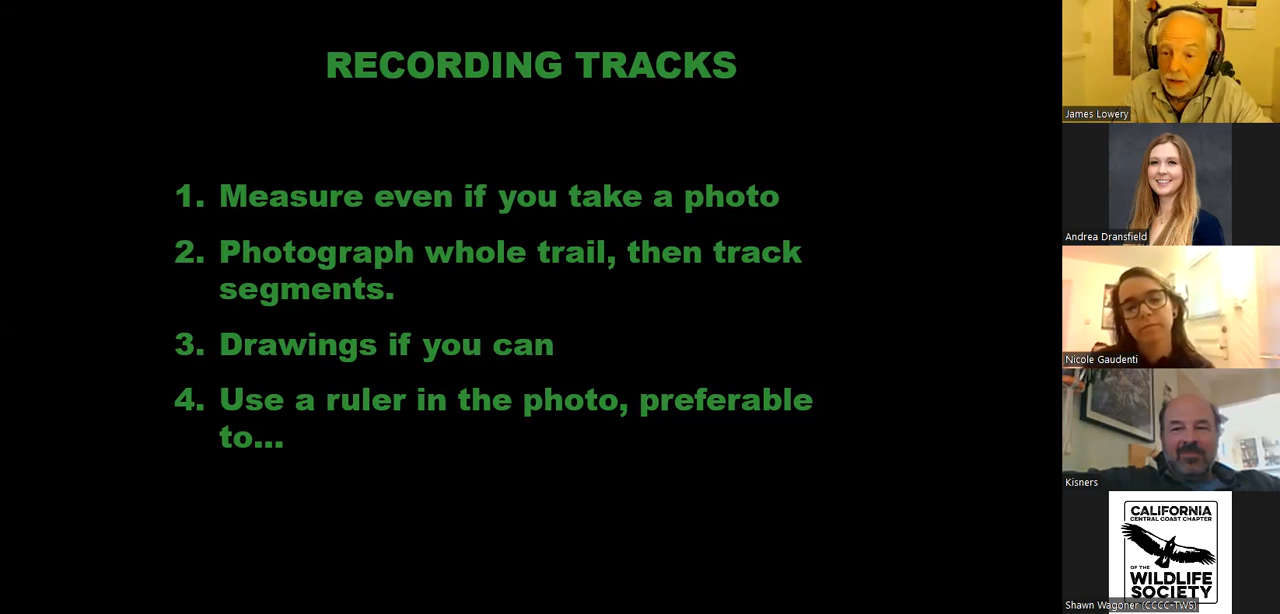 RECORDING TRACKS
1. Measure even if you take a photo
2. Photograph whole trail, then track
segments.
3. Drawings if you can
4. Use a ruler in the photo, preferable
to...
James Lowery
Andrea Dransfield
Nicole Gaudenti
Kisners
CALIFORNIA
CENTRAL COAST CHAPTER
OF THE
WILDLIFE
SOCIETY
Shawn Wagoner (CCCC-TWS)